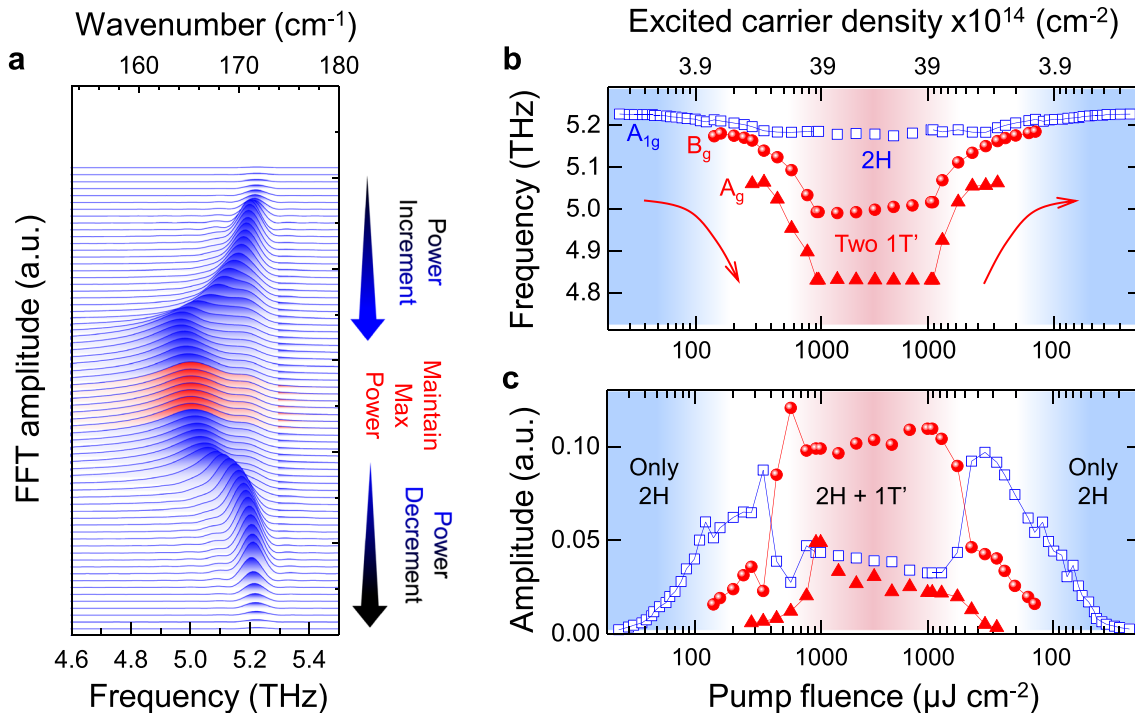 Wavenumber (cm-1)
a
160 170 180
FFT amplitude (a.u.)
Power
Increment
Maintain
Max
Power
Power
Decrement
4.6 4.8 5.0 5.2 5.4
Frequency (THz)
Excited carrier density x10^14 (cm-2)
b
3.9 39 39 3.9
Frequency (THz)
5.2
5.1
5.0
4.9
4.8
A1g
Bg
Ag
2H
Two 1T'
100 1000 1000 100
c
Amplitude (a.u.)
0.10
0.05
0.00
Only
2H
2H + 1T'
Only
2H
100 1000 1000 100
Pump fluence (µJ cm-2)